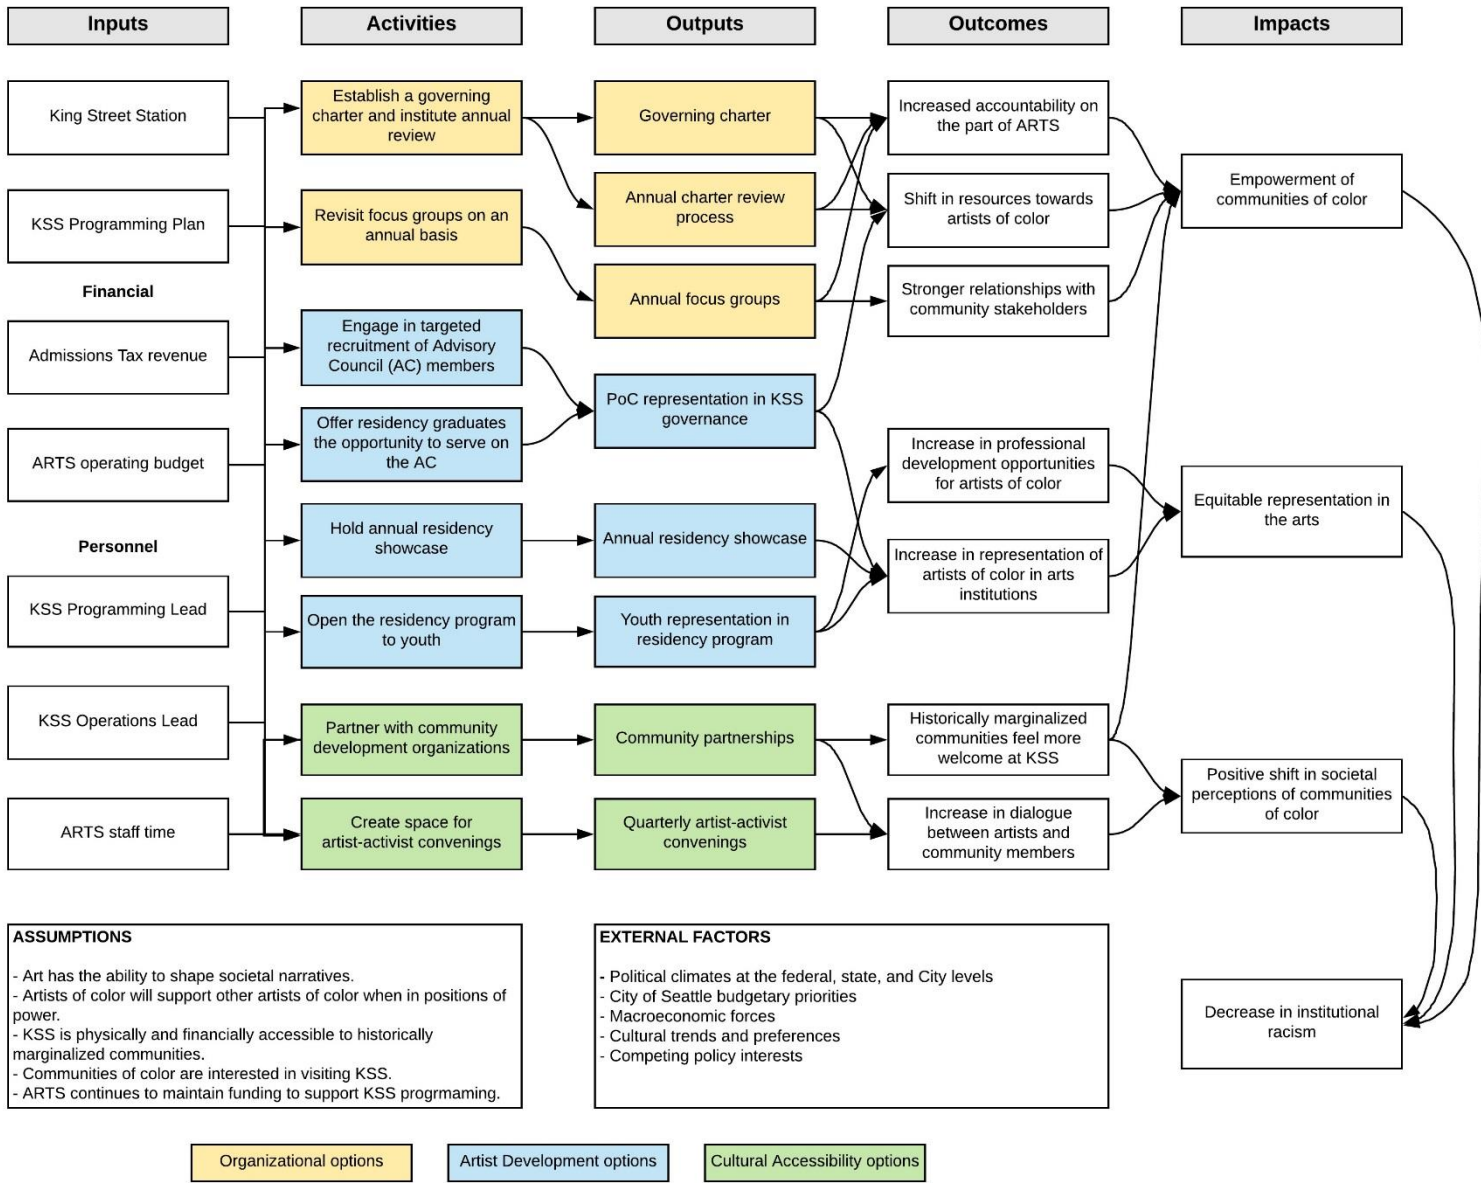 Inputs
Activities
Outputs
Outcomes
Impacts
King Street Station
KSS Programming Plan
Financial
Admissions Tax revenue
ARTS operating budget
Personnel
KSS Programming Lead
KSS Operations Lead
ARTS staff time
Establish a governing
charter and institute annual
review
Revisit focus groups on an
annual basis
Engage in targeted
recruitment of Advisory
Council (AC) members
Offer residency graduates
the opportunity to serve on
the AC
Hold annual residency
showcase
Open the residency program
to youth
Partner with community
development organizations
Create space for
artist-activist convenings
Governing charter
Annual charter review
process
Annual focus groups
PoC representation in KSS
governance
Annual residency showcase
Youth representation in
residency program
Community partnerships
Quarterly artist-activist
convenings
Increased accountability on
the part of ARTS
Shift in resources towards
artists of color
Stronger relationships with
community stakeholders
Increase in professional
development opportunities
for artists of color
Increase in representation of
artists of color in arts
institutions
Historically marginalized
communities feel more
welcome at KSS
Increase in dialogue
between artists and
community members
Empowerment of
communities of color
Equitable representation in
the arts
Positive shift in societal
perceptions of communities
of color
Decrease in institutional
racism
ASSUMPTIONS
- Art has the ability to shape societal narratives.
- Artists of color will support other artists of color when in positions of
power.
- KSS is physically and financially accessible to historically
marginalized communities.
- Communities of color are interested in visiting KSS.
- ARTS continues to maintain funding to support KSS progrmaming.
EXTERNAL FACTORS
- Political climates at the federal, state, and City levels
- City of Seattle budgetary priorities
- Macroeconomic forces
- Cultural trends and preferences
- Competing policy interests
Organizational options
Artist Development options
Cultural Accessibility options